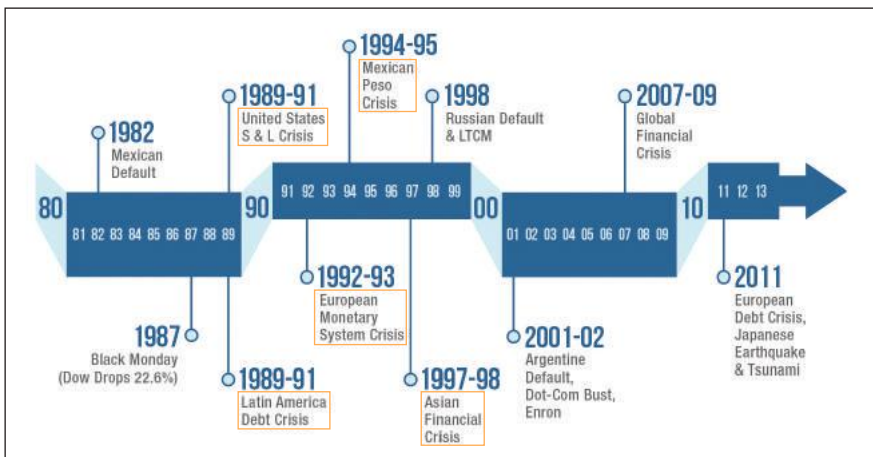 1994-95
Mexican
Peso
Crisis
1989-91
United States
S & L Crisis
1998
Russian Default
& LTCM
2007-09
Global
Financial
Crisis
1982
Mexican
Default
80
81 82 83 84 85 86 87 88 89
90
91 92 93 94 95 96 97 98 99
00
01 02 03 04 05 06 07 08 09
10
11 12 13
1987
Black Monday
(Dow Drops 22.6%)
1989-91
Latin America
Debt Crisis
1992-93
European
Monetary
System Crisis
1997-98
Asian
Financial
Crisis
2001-02
Argentine
Default,
Dot-Com Bust,
Enron
2011
European
Debt Crisis,
Japanese
Earthquake
& Tsunami